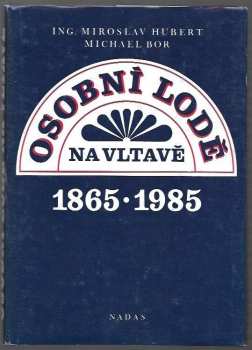 ING. MIROSLAV HUBERT
MICHAEL BOR
OSOBNÍ LODĚ
NA VLTAVĚ
1865 · 1985
NADAS